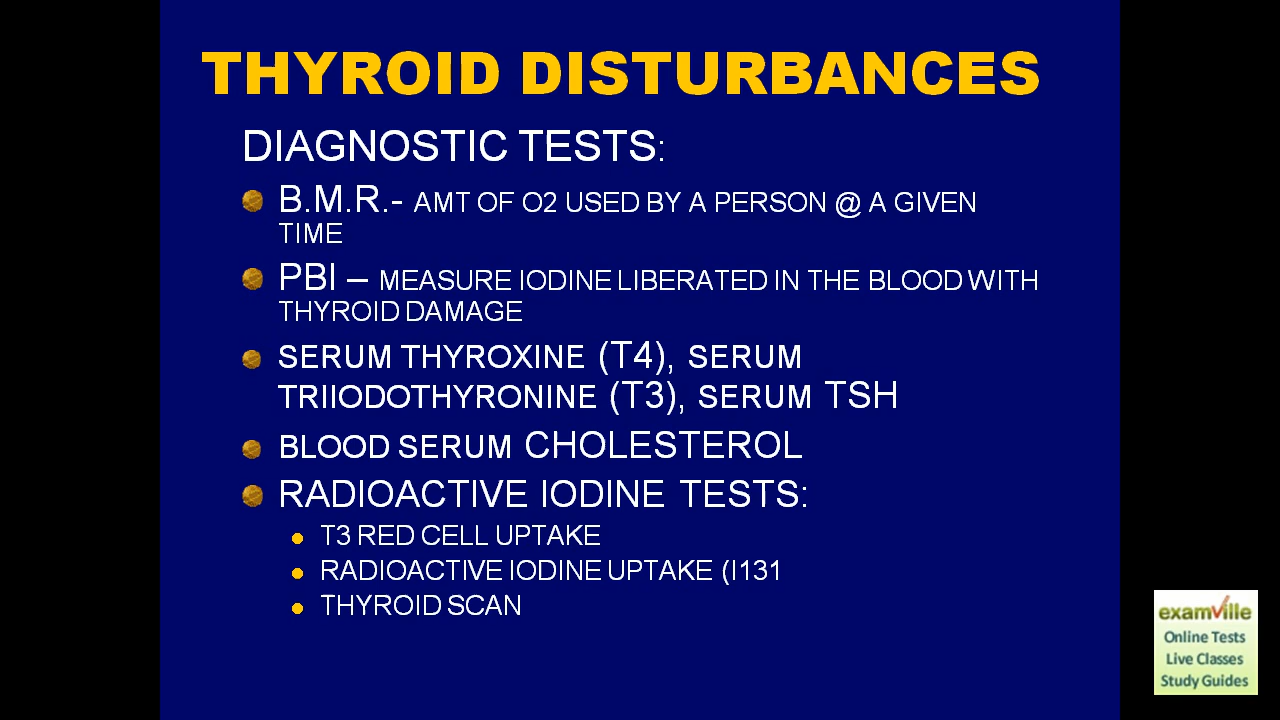 THYROID DISTURBANCES
DIAGNOSTIC TESTS:
B.M.R.- AMT OF O2 USED BY A PERSON @ A GIVEN
TIME
PBI – MEASURE IODINE LIBERATED IN THE BLOOD WITH
THYROID DAMAGE
SERUM THYROXINE (T4), SERUM
TRIIODOTHYRONINE (T3), SERUM TSH
BLOOD SERUM CHOLESTEROL
RADIOACTIVE IODINE TESTS:
T3 RED CELL UPTAKE
RADIOACTIVE IODINE UPTAKE (I131
THYROID SCAN
examville
Online Tests
Live Classes
Study Guides